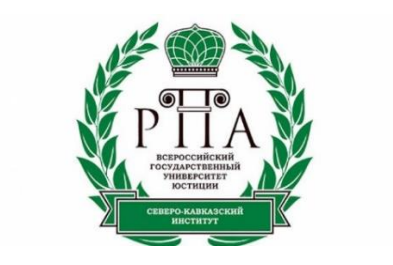 РПА
ВСЕРОССИЙСКИЙ
ГОСУДАРСТВЕННЫЙ
УНИВЕРСИТЕТ
ЮСТИЦИИ
СЕВЕРО-КАВКАЗСКИЙ
ИНСТИТУТ